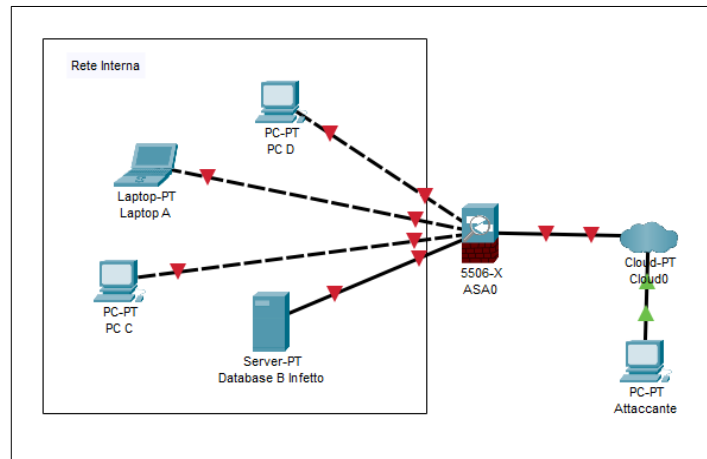 Rete Interna
PC-PT
PC D
Laptop-PT
Laptop A
5506-X
ASA0
Cloud-PT
Cloud0
PC-PT
PC C
Server-PT
Database B Infetto
PC-PT
Attaccante